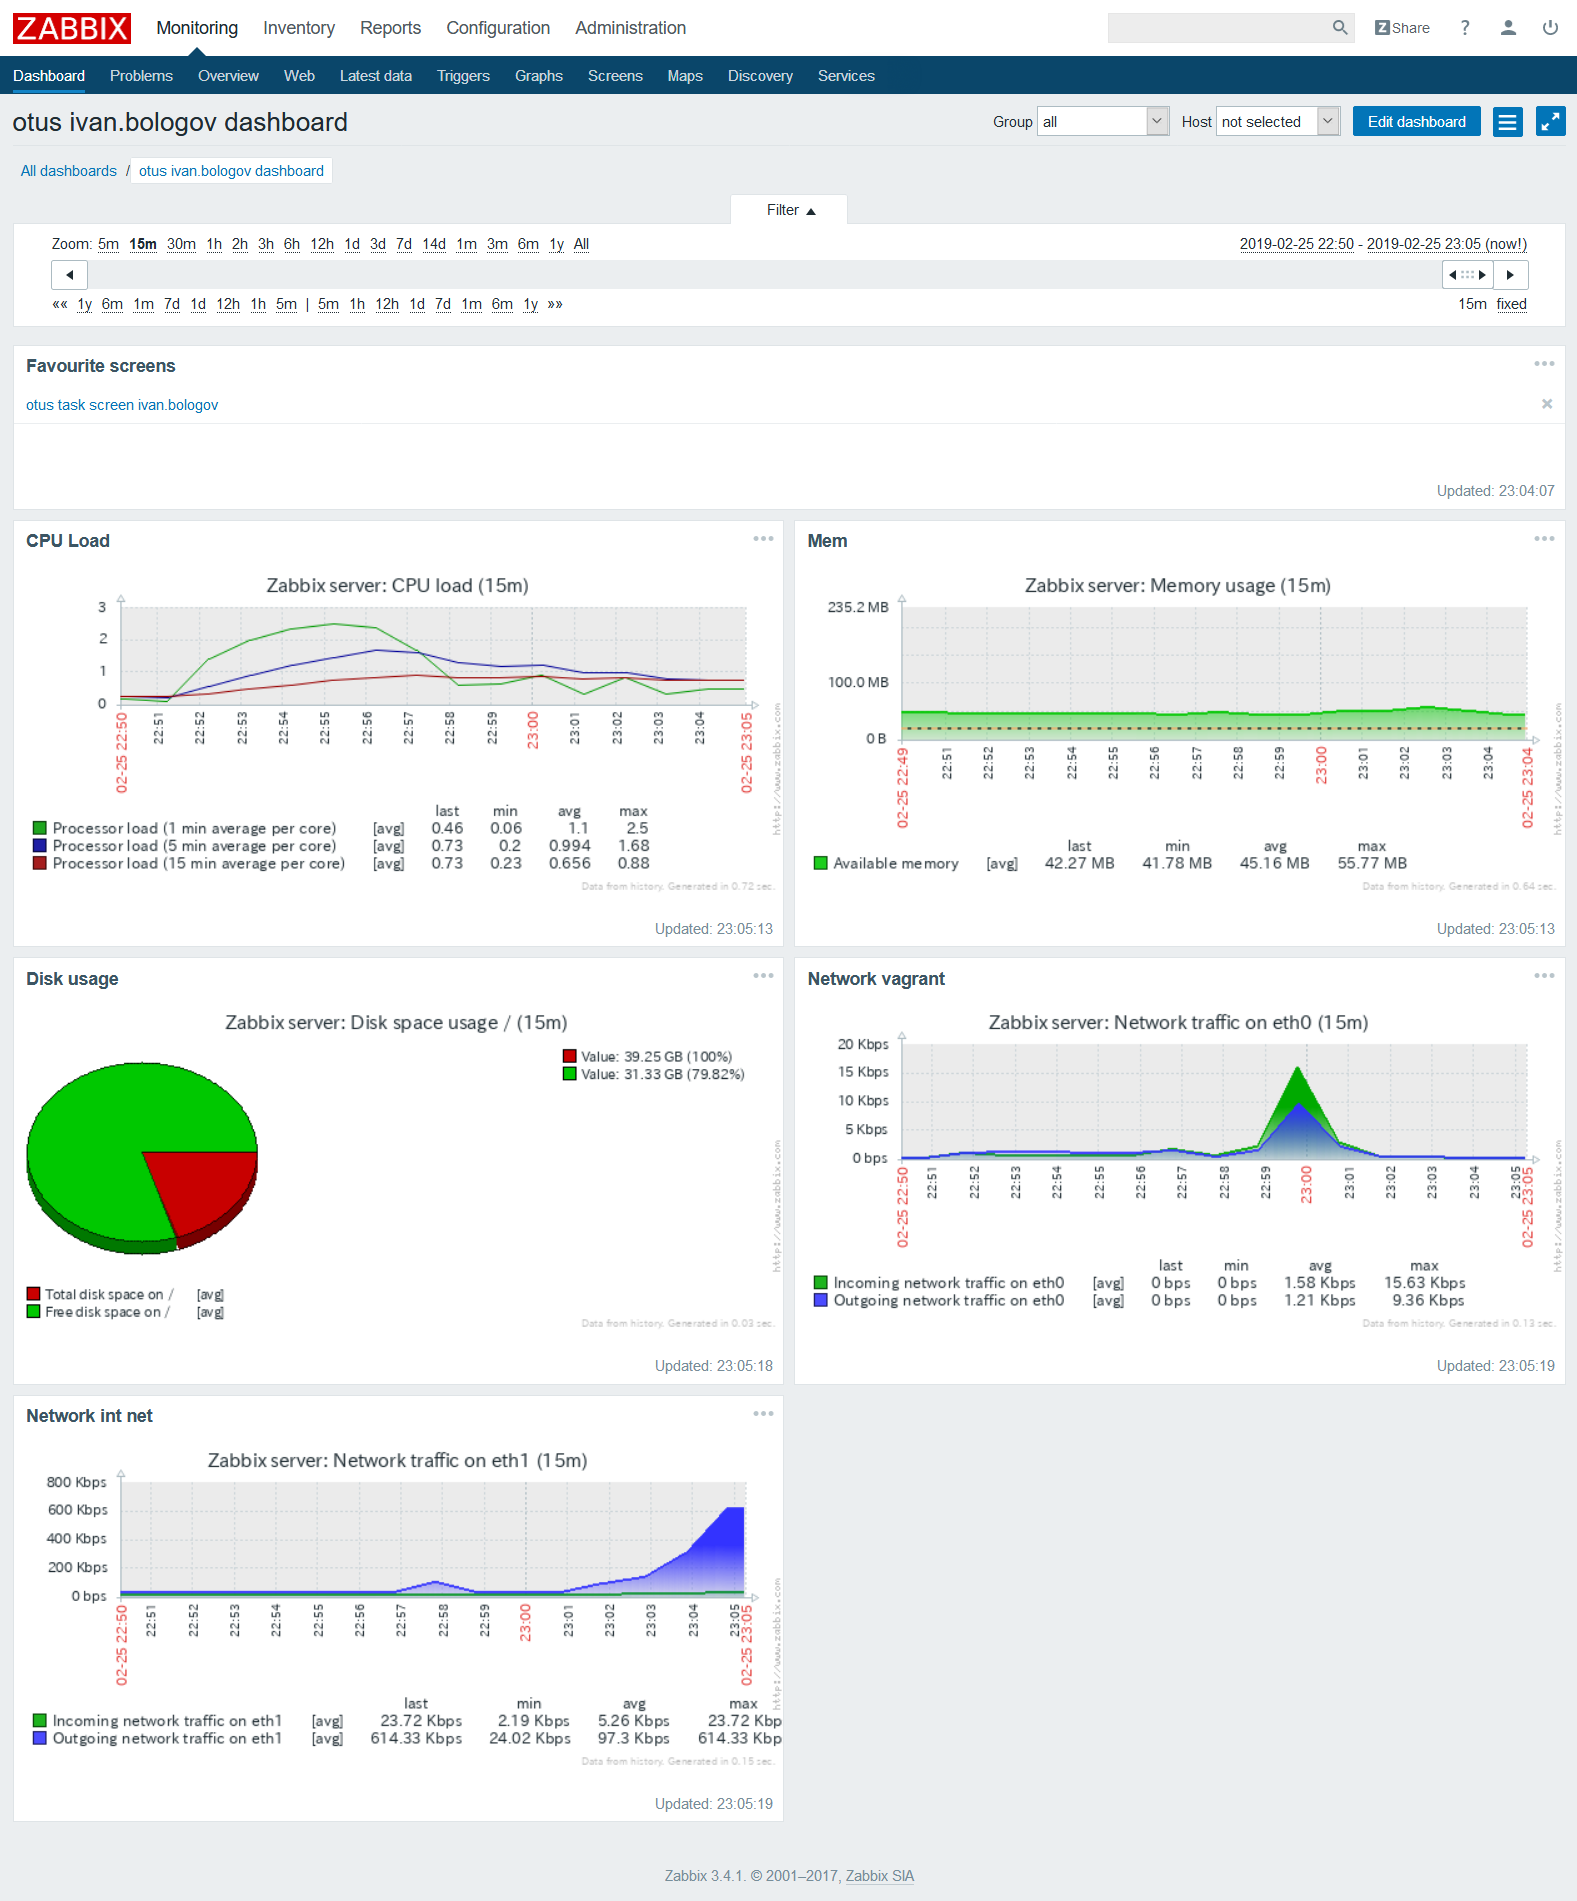 ZABBIX Monitoring Inventory Reports Configuration Administration Z Share ?
Dashboard Problems Overview Web Latest data Triggers Graphs Screens Maps Discovery Services
otus ivan.bologov dashboard Group all Host not selected Edit dashboard
All dashboards / otus ivan.bologov dashboard
Filter ▲
Zoom: 5m 15m 30m 1h 2h 3h 6h 12h 1d 3d 7d 14d 1m 3m 6m 1y All 2019-02-25 22:50 - 2019-02-25 23:05 (now!)
«« 1y 6m 1m 7d 1d 12h 1h 5m | 5m 1h 12h 1d 7d 1m 6m 1y »» 15m fixed
Favourite screens
otus task screen ivan.bologov
Updated: 23:04:07
CPU Load
Zabbix server: CPU load (15m)
3
2
1
0
02-25 22:50 22:51 22:52 22:53 22:54 22:55 22:56 22:57 22:58 22:59 23:00 23:01 23:02 23:03 23:04 02-25 23:05
http://www.zabbix.com
last min avg max
Processor load (1 min average per core) [avg] 0.46 0.06 1.1 2.5
Processor load (5 min average per core) [avg] 0.73 0.2 0.994 1.68
Processor load (15 min average per core) [avg] 0.73 0.23 0.656 0.88
Data from history. Generated in 0.72 sec.
Updated: 23:05:13
Mem
Zabbix server: Memory usage (15m)
235.2 MB
100.0 MB
0 B
02-25 22:49 22:51 22:52 22:53 22:54 22:55 22:56 22:57 22:58 22:59 23:00 23:01 23:02 23:03 23:04 02-25 23:04
http://www.zabbix.com
last min avg max
Available memory [avg] 42.27 MB 41.78 MB 45.16 MB 55.77 MB
Data from history. Generated in 0.64 sec.
Updated: 23:05:13
Disk usage
Zabbix server: Disk space usage / (15m)
Value: 39.25 GB (100%)
Value: 31.33 GB (79.82%)
http://www.zabbix.com
Total disk space on / [avg]
Free disk space on / [avg]
Data from history. Generated in 0.03 sec.
Updated: 23:05:18
Network vagrant
Zabbix server: Network traffic on eth0 (15m)
20 Kbps
15 Kbps
10 Kbps
5 Kbps
0 bps
02-25 22:50 22:51 22:52 22:53 22:54 22:55 22:56 22:57 22:58 22:59 23:00 23:01 23:02 23:03 23:04 23:05 02-25 23:05
http://www.zabbix.com
last min avg max
Incoming network traffic on eth0 [avg] 0 bps 0 bps 1.58 Kbps 15.63 Kbps
Outgoing network traffic on eth0 [avg] 0 bps 0 bps 1.21 Kbps 9.36 Kbps
Data from history. Generated in 0.13 sec.
Updated: 23:05:19
Network int net
Zabbix server: Network traffic on eth1 (15m)
800 Kbps
600 Kbps
400 Kbps
200 Kbps
0 bps
02-25 22:50 22:51 22:52 22:53 22:54 22:55 22:56 22:57 22:58 22:59 23:00 23:01 23:02 23:03 23:04 23:05 02-25 23:05
http://www.zabbix.com
last min avg max
Incoming network traffic on eth1 [avg] 23.72 Kbps 2.19 Kbps 5.26 Kbps 23.72 Kbp
Outgoing network traffic on eth1 [avg] 614.33 Kbps 24.02 Kbps 97.3 Kbps 614.33 Kbp
Data from history. Generated in 0.15 sec.
Updated: 23:05:19
Zabbix 3.4.1. © 2001–2017, Zabbix SIA